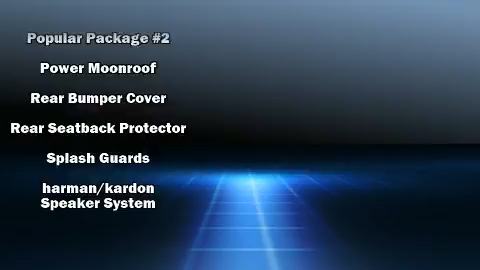 Popular Package #2
Power Moonroof
Rear Bumper Cover
Rear Seatback Protector
Splash Guards
harman/kardon
Speaker System